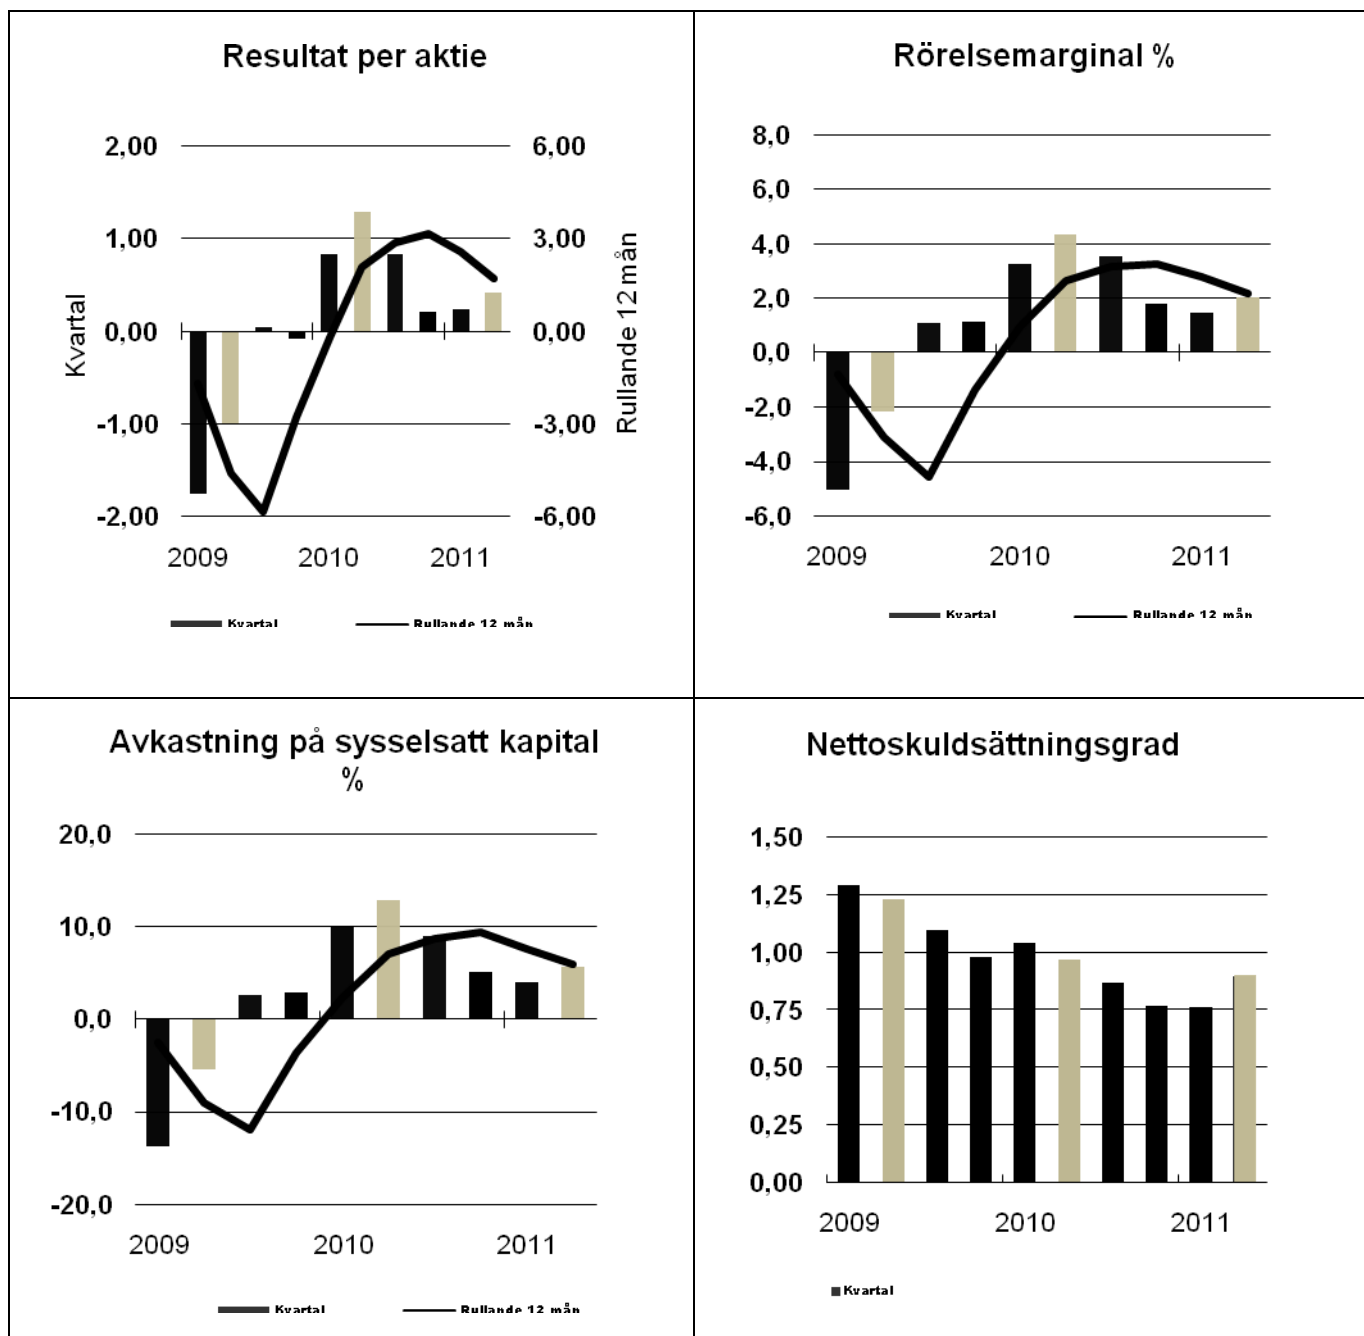 Resultat per aktie
2,00
1,00
0,00
-1,00
-2,00
Kvartal
6,00
3,00
0,00
-3,00
-6,00
Rullande 12 mån
2009 2010 2011
Kvartal Rullande 12 mån
Rörelsemarginal %
8,0
6,0
4,0
2,0
0,0
-2,0
-4,0
-6,0
2009 2010 2011
Kvartal Rullande 12 mån
Avkastning på sysselsatt kapital
%
20,0
10,0
0,0
-10,0
-20,0
2009 2010 2011
Kvartal Rullande 12 mån
Nettoskuldsättningsgrad
1,50
1,25
1,00
0,75
0,50
0,25
0,00
2009 2010 2011
Kvartal